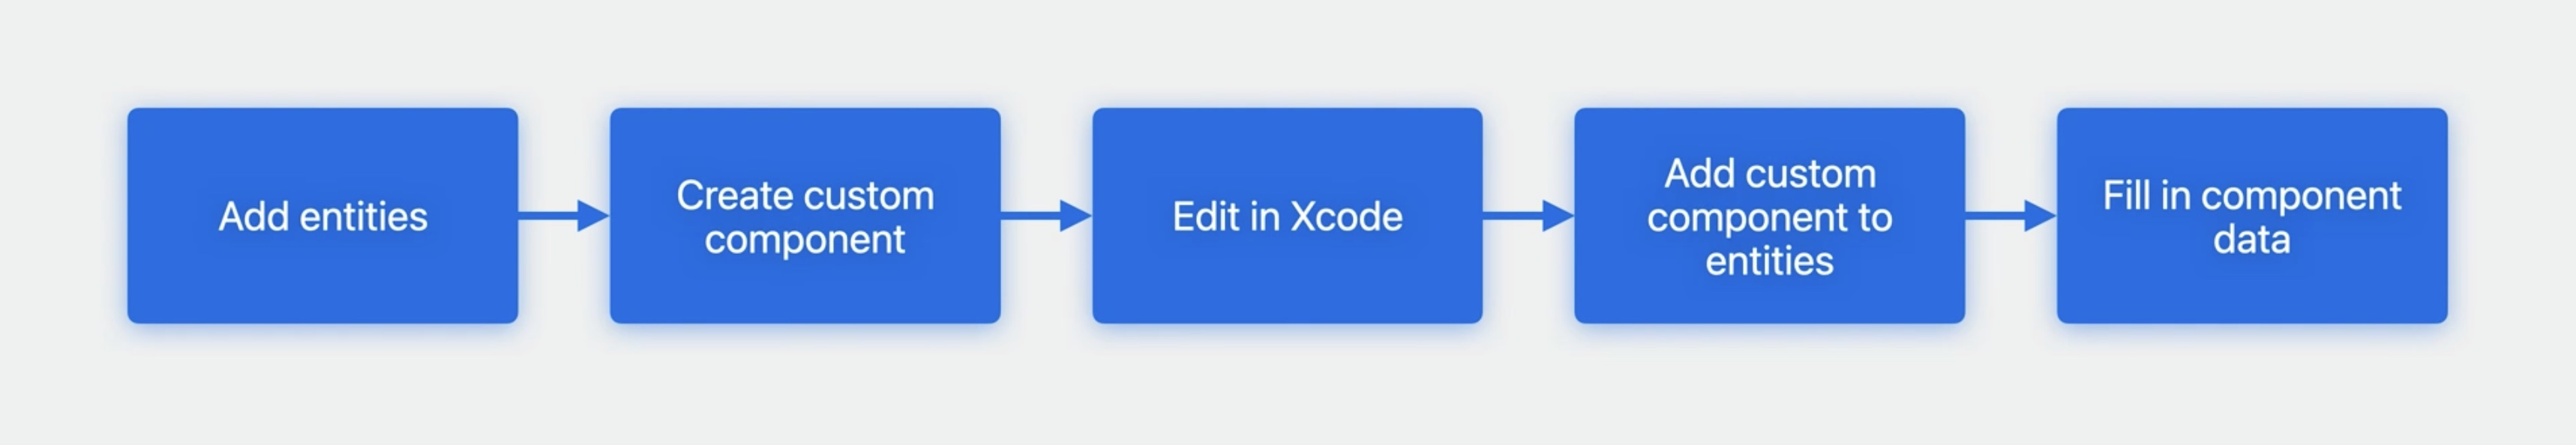 Add entities
Create custom
component
Edit in Xcode
Add custom
component to
entities
Fill in component
data